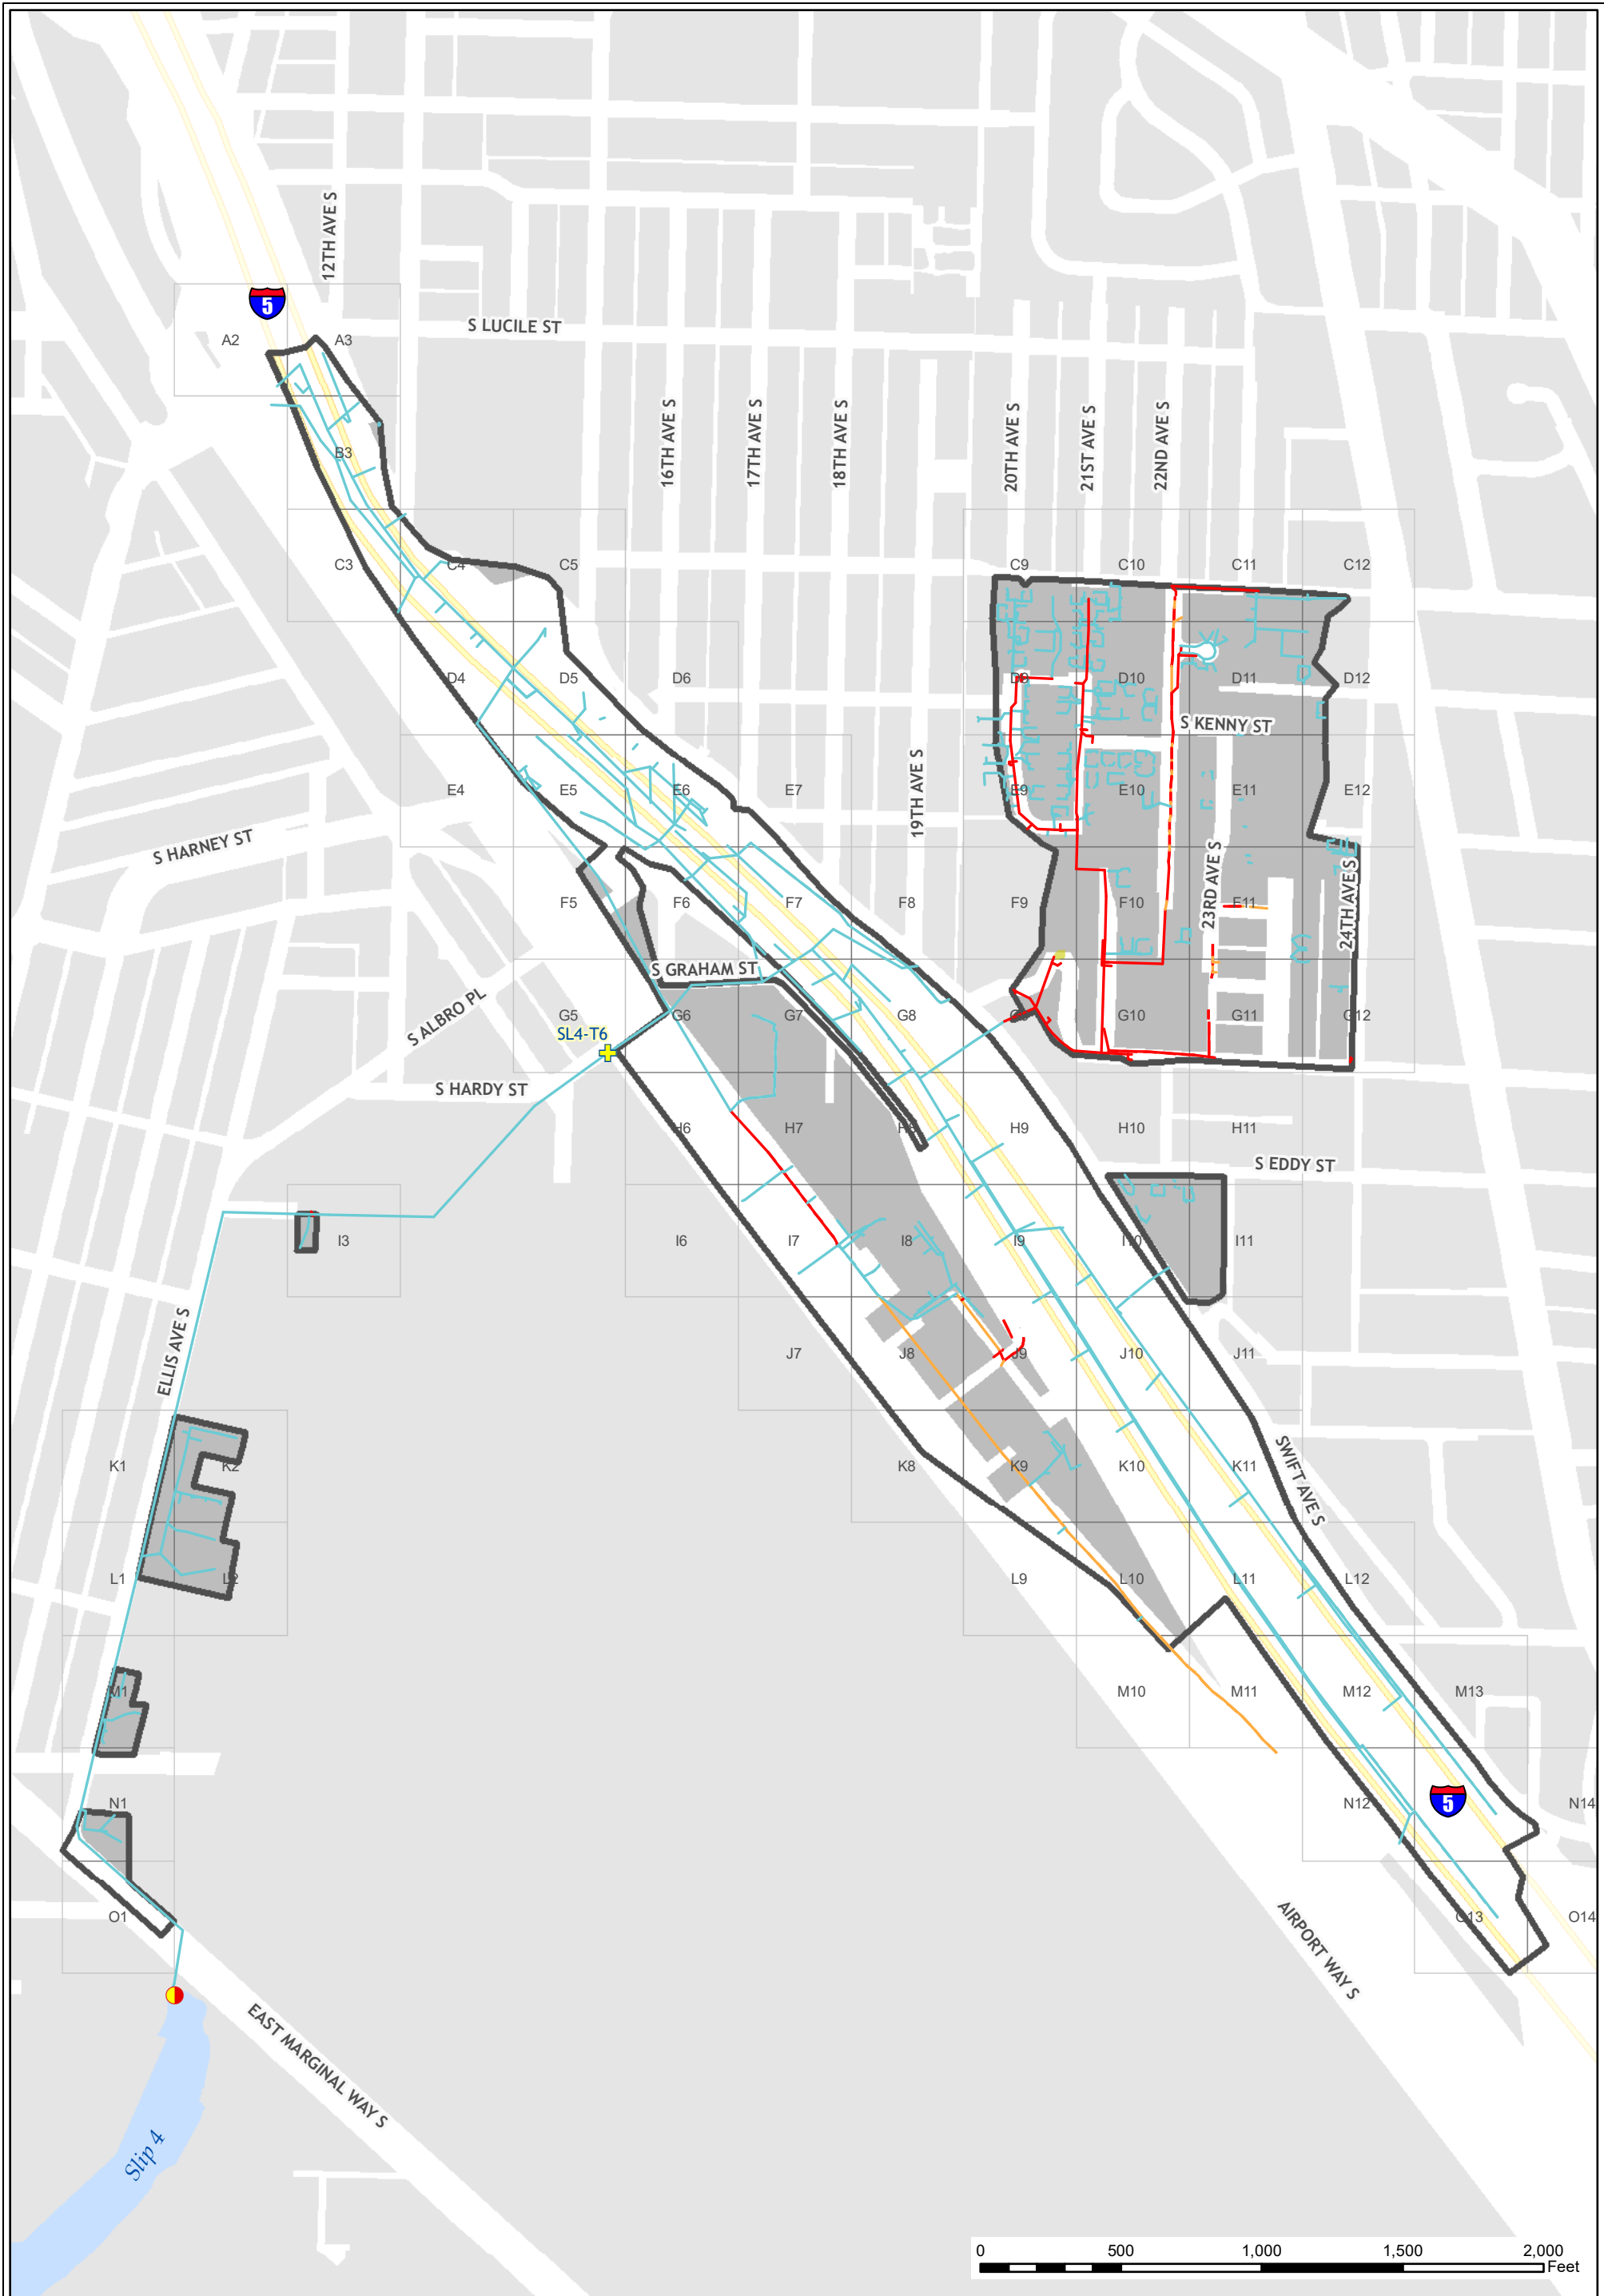 12TH AVE S
5
S LUCILE ST
A2
A3
16TH AVE S
17TH AVE S
18TH AVE S
20TH AVE S
21ST AVE S
22ND AVE S
B3
C3
C4
C5
C9
C10
C11
C12
D4
D5
D6
D9
D10
D11
D12
S KENNY ST
19TH AVE S
E4
E5
E6
E7
E9
E10
E11
E12
S HARNEY ST
23RD AVE S
24TH AVE S
F5
F6
F7
F8
F9
F10
F11
S GRAHAM ST
S ALBRO PL
G5
G6
G7
G8
G9
G10
G11
G12
SL4-T6
S HARDY ST
H6
H7
H8
H9
H10
H11
S EDDY ST
I3
I6
I7
I8
I9
I10
I11
ELLIS AVE S
J7
J8
J9
J10
J11
K1
K2
K8
K9
K10
K11
SWIFT AVE S
L1
L2
L9
L10
L11
L12
M1
M10
M11
M12
M13
N1
N12
5
N14
O1
O13
O14
AIRPORT WAY S
EAST MARGINAL WAY S
Slip 4
0 500 1,000 1,500 2,000
Feet